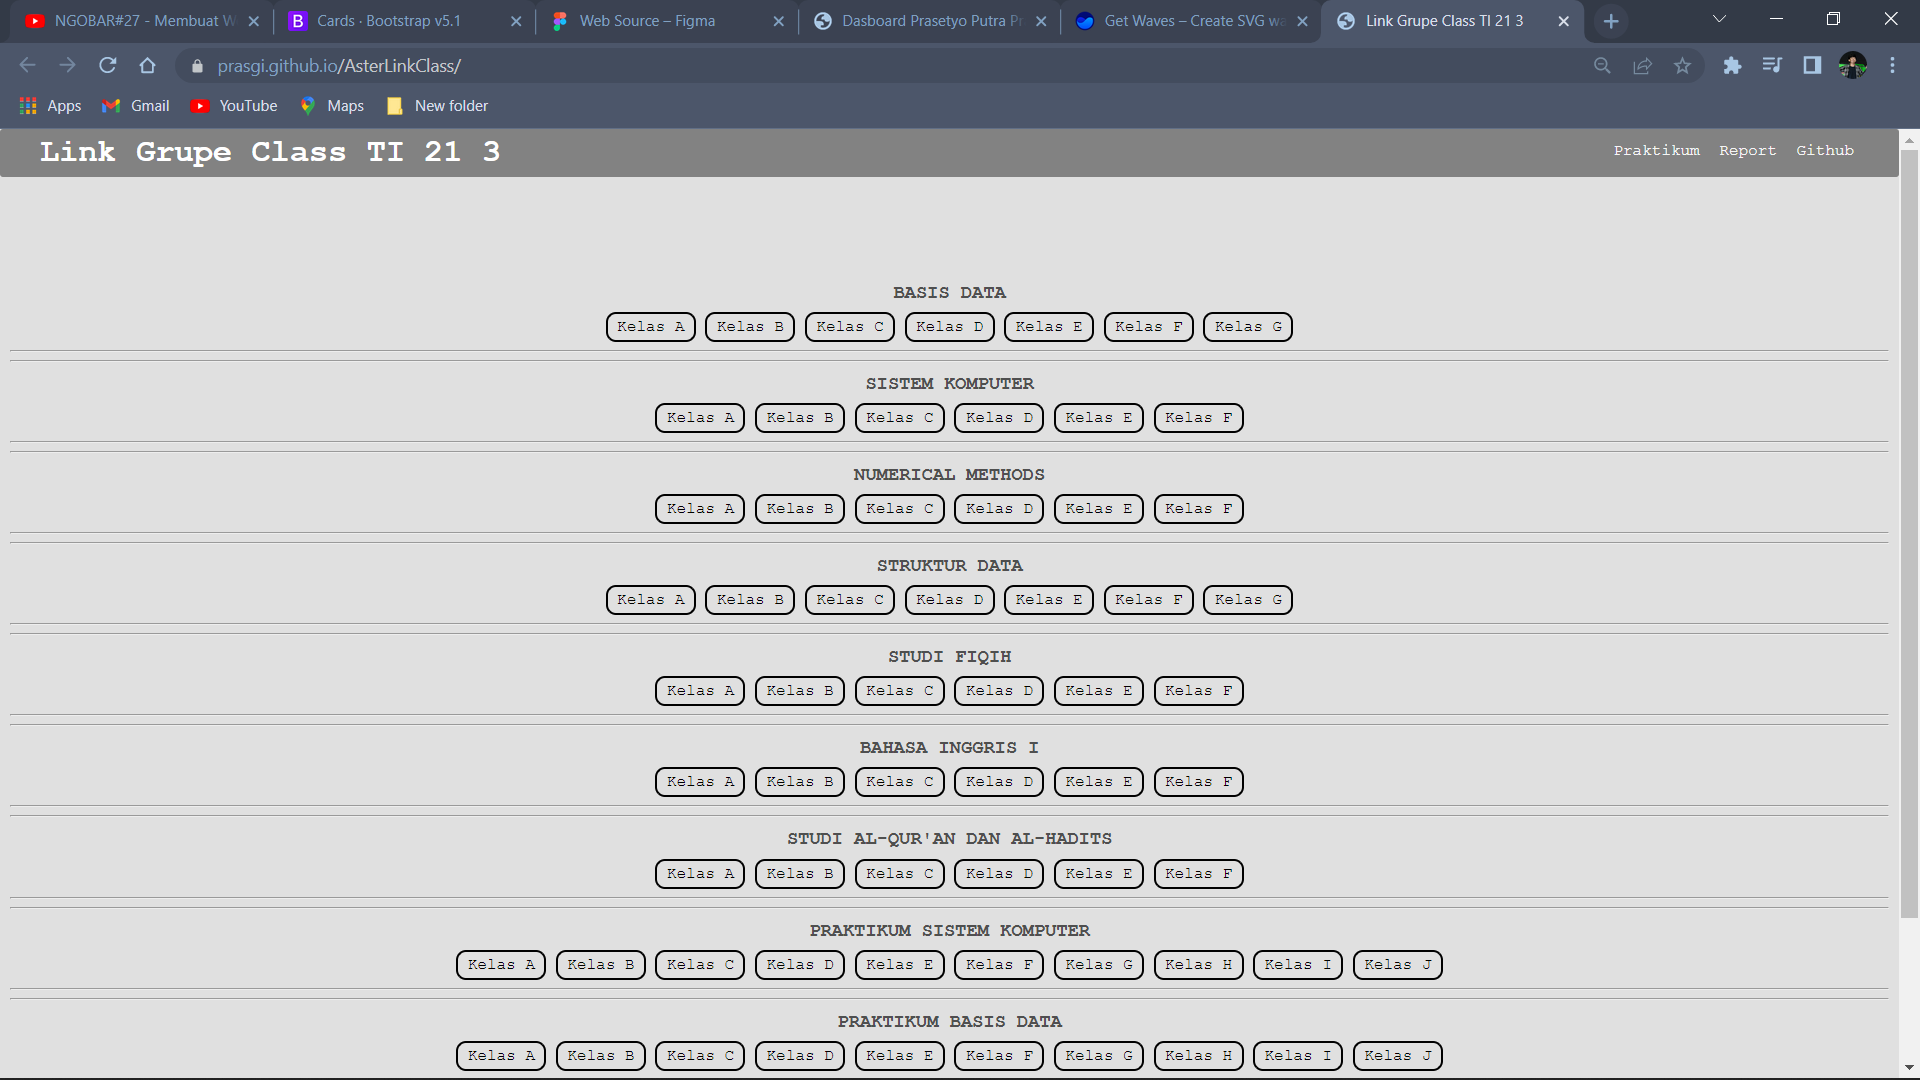 NGOBAR#27 - Membuat W
Cards · Bootstrap v5.1
Web Source – Figma
Dasboard Prasetyo Putra Pr
Get Waves – Create SVG wa
Link Grupe Class TI 21 3
prasgi.github.io/AsterLinkClass/
Apps Gmail YouTube Maps New folder
Link Grupe Class TI 21 3
Praktikum Report Github
BASIS DATA
Kelas A Kelas B Kelas C Kelas D Kelas E Kelas F Kelas G
SISTEM KOMPUTER
Kelas A Kelas B Kelas C Kelas D Kelas E Kelas F
NUMERICAL METHODS
Kelas A Kelas B Kelas C Kelas D Kelas E Kelas F
STRUKTUR DATA
Kelas A Kelas B Kelas C Kelas D Kelas E Kelas F Kelas G
STUDI FIQIH
Kelas A Kelas B Kelas C Kelas D Kelas E Kelas F
BAHASA INGGRIS I
Kelas A Kelas B Kelas C Kelas D Kelas E Kelas F
STUDI AL-QUR'AN DAN AL-HADITS
Kelas A Kelas B Kelas C Kelas D Kelas E Kelas F
PRAKTIKUM SISTEM KOMPUTER
Kelas A Kelas B Kelas C Kelas D Kelas E Kelas F Kelas G Kelas H Kelas I Kelas J
PRAKTIKUM BASIS DATA
Kelas A Kelas B Kelas C Kelas D Kelas E Kelas F Kelas G Kelas H Kelas I Kelas J